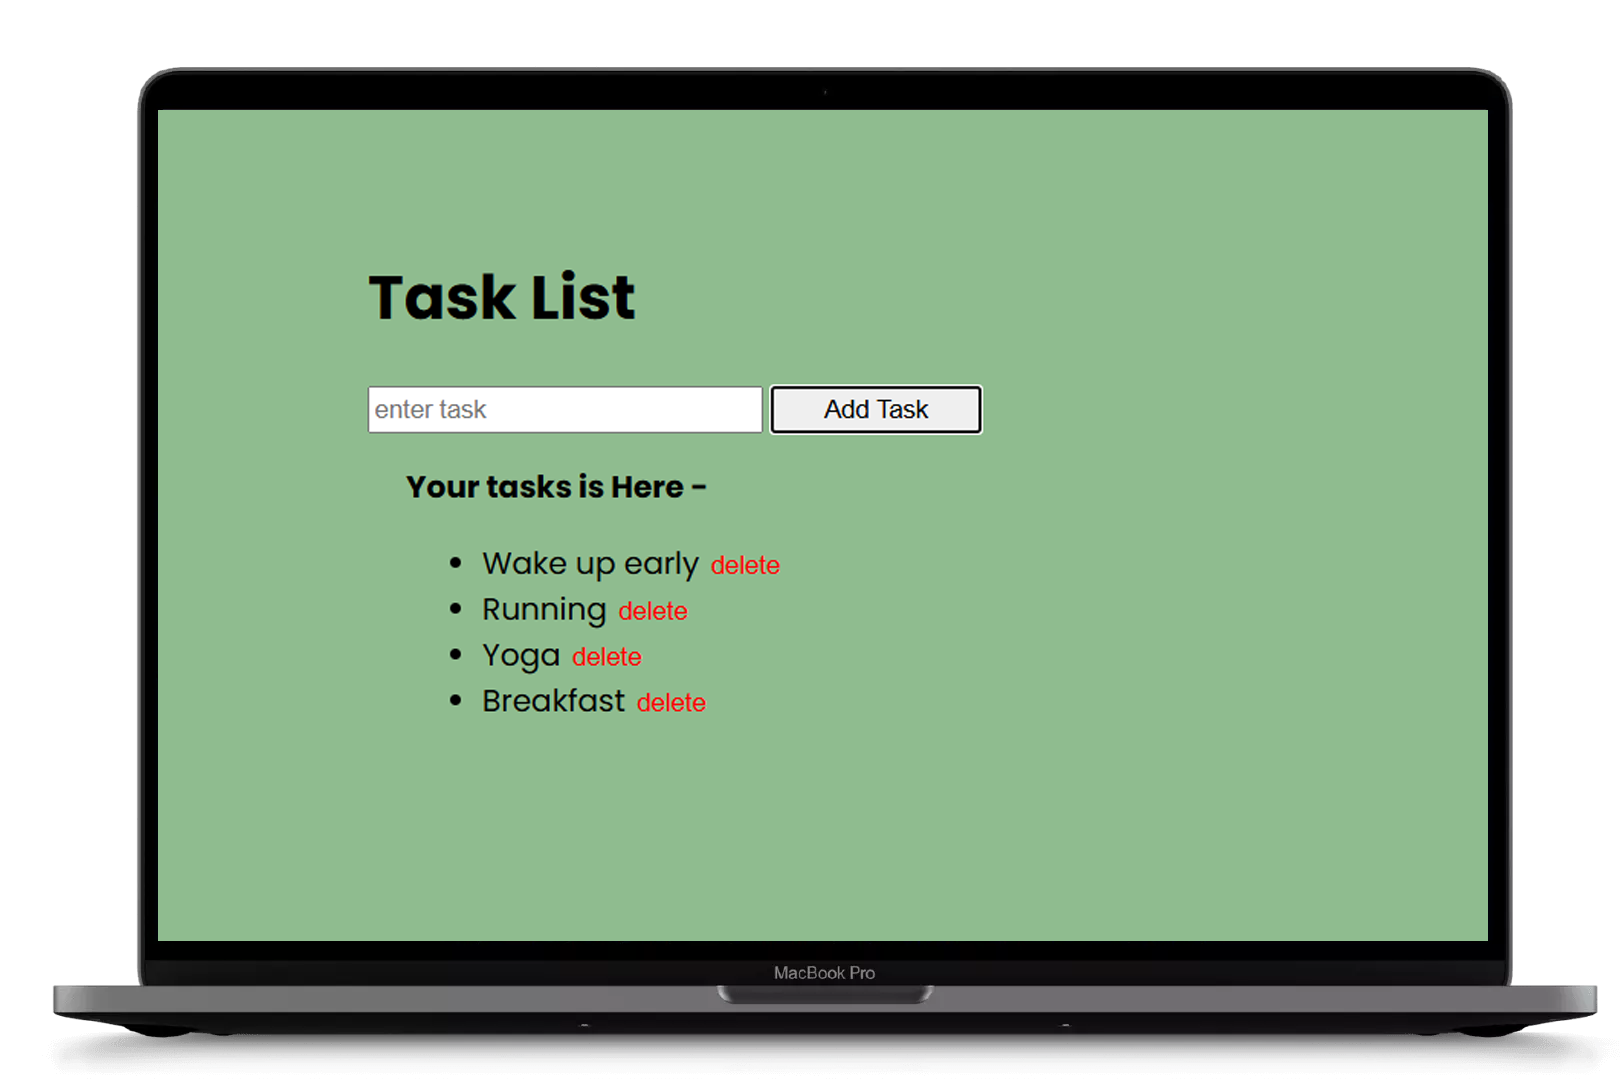 Task List
enter task Add Task
Your tasks is Here -
Wake up early delete
Running delete
Yoga delete
Breakfast delete
MacBook Pro